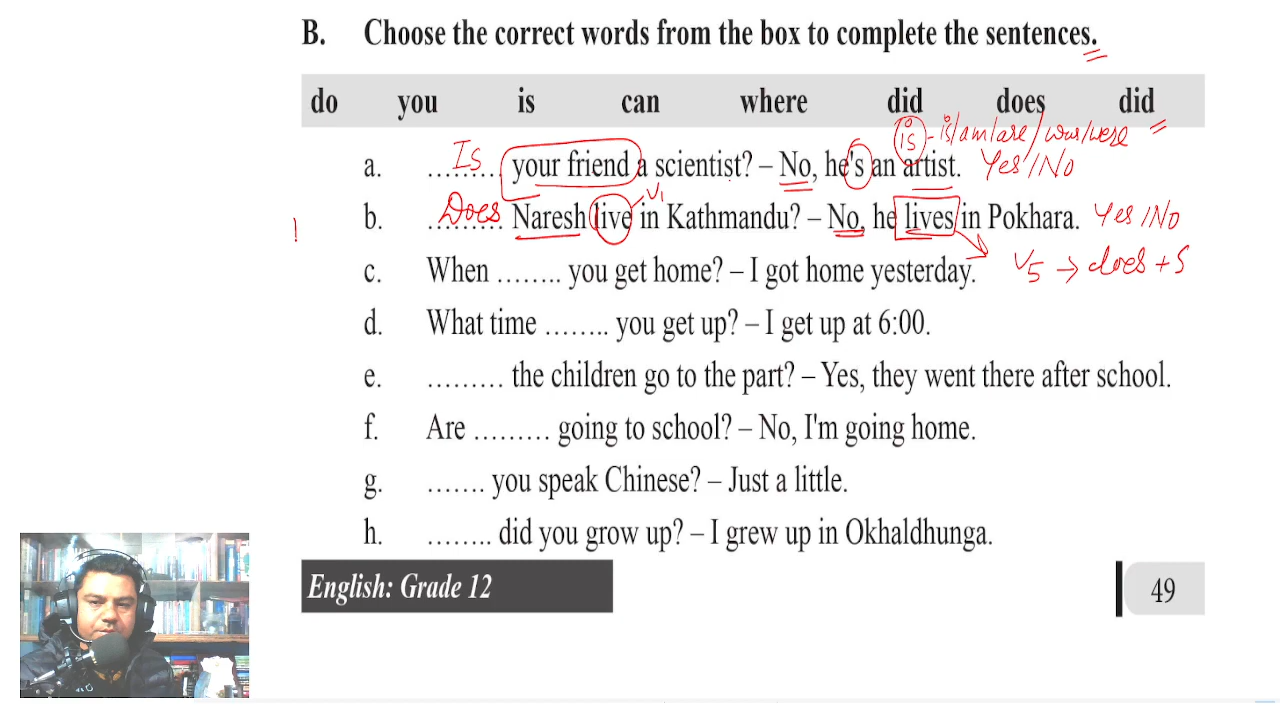 B. Choose the correct words from the box to complete the sentences.
do you is can where did does did
is - is/am/are/was/were =
a. Is ........ your friend a scientist? – No, he's an artist. Yes/No
b. Does ......... Naresh live in Kathmandu? – No, he lives in Pokhara. Yes/No
V1
c. When ........ you get home? – I got home yesterday. V5 → does + s
d. What time ........ you get up? – I get up at 6:00.
e. ......... the children go to the part? – Yes, they went there after school.
f. Are ......... going to school? – No, I'm going home.
g. ....... you speak Chinese? – Just a little.
h. ........ did you grow up? – I grew up in Okhaldhunga.
English: Grade 12
49